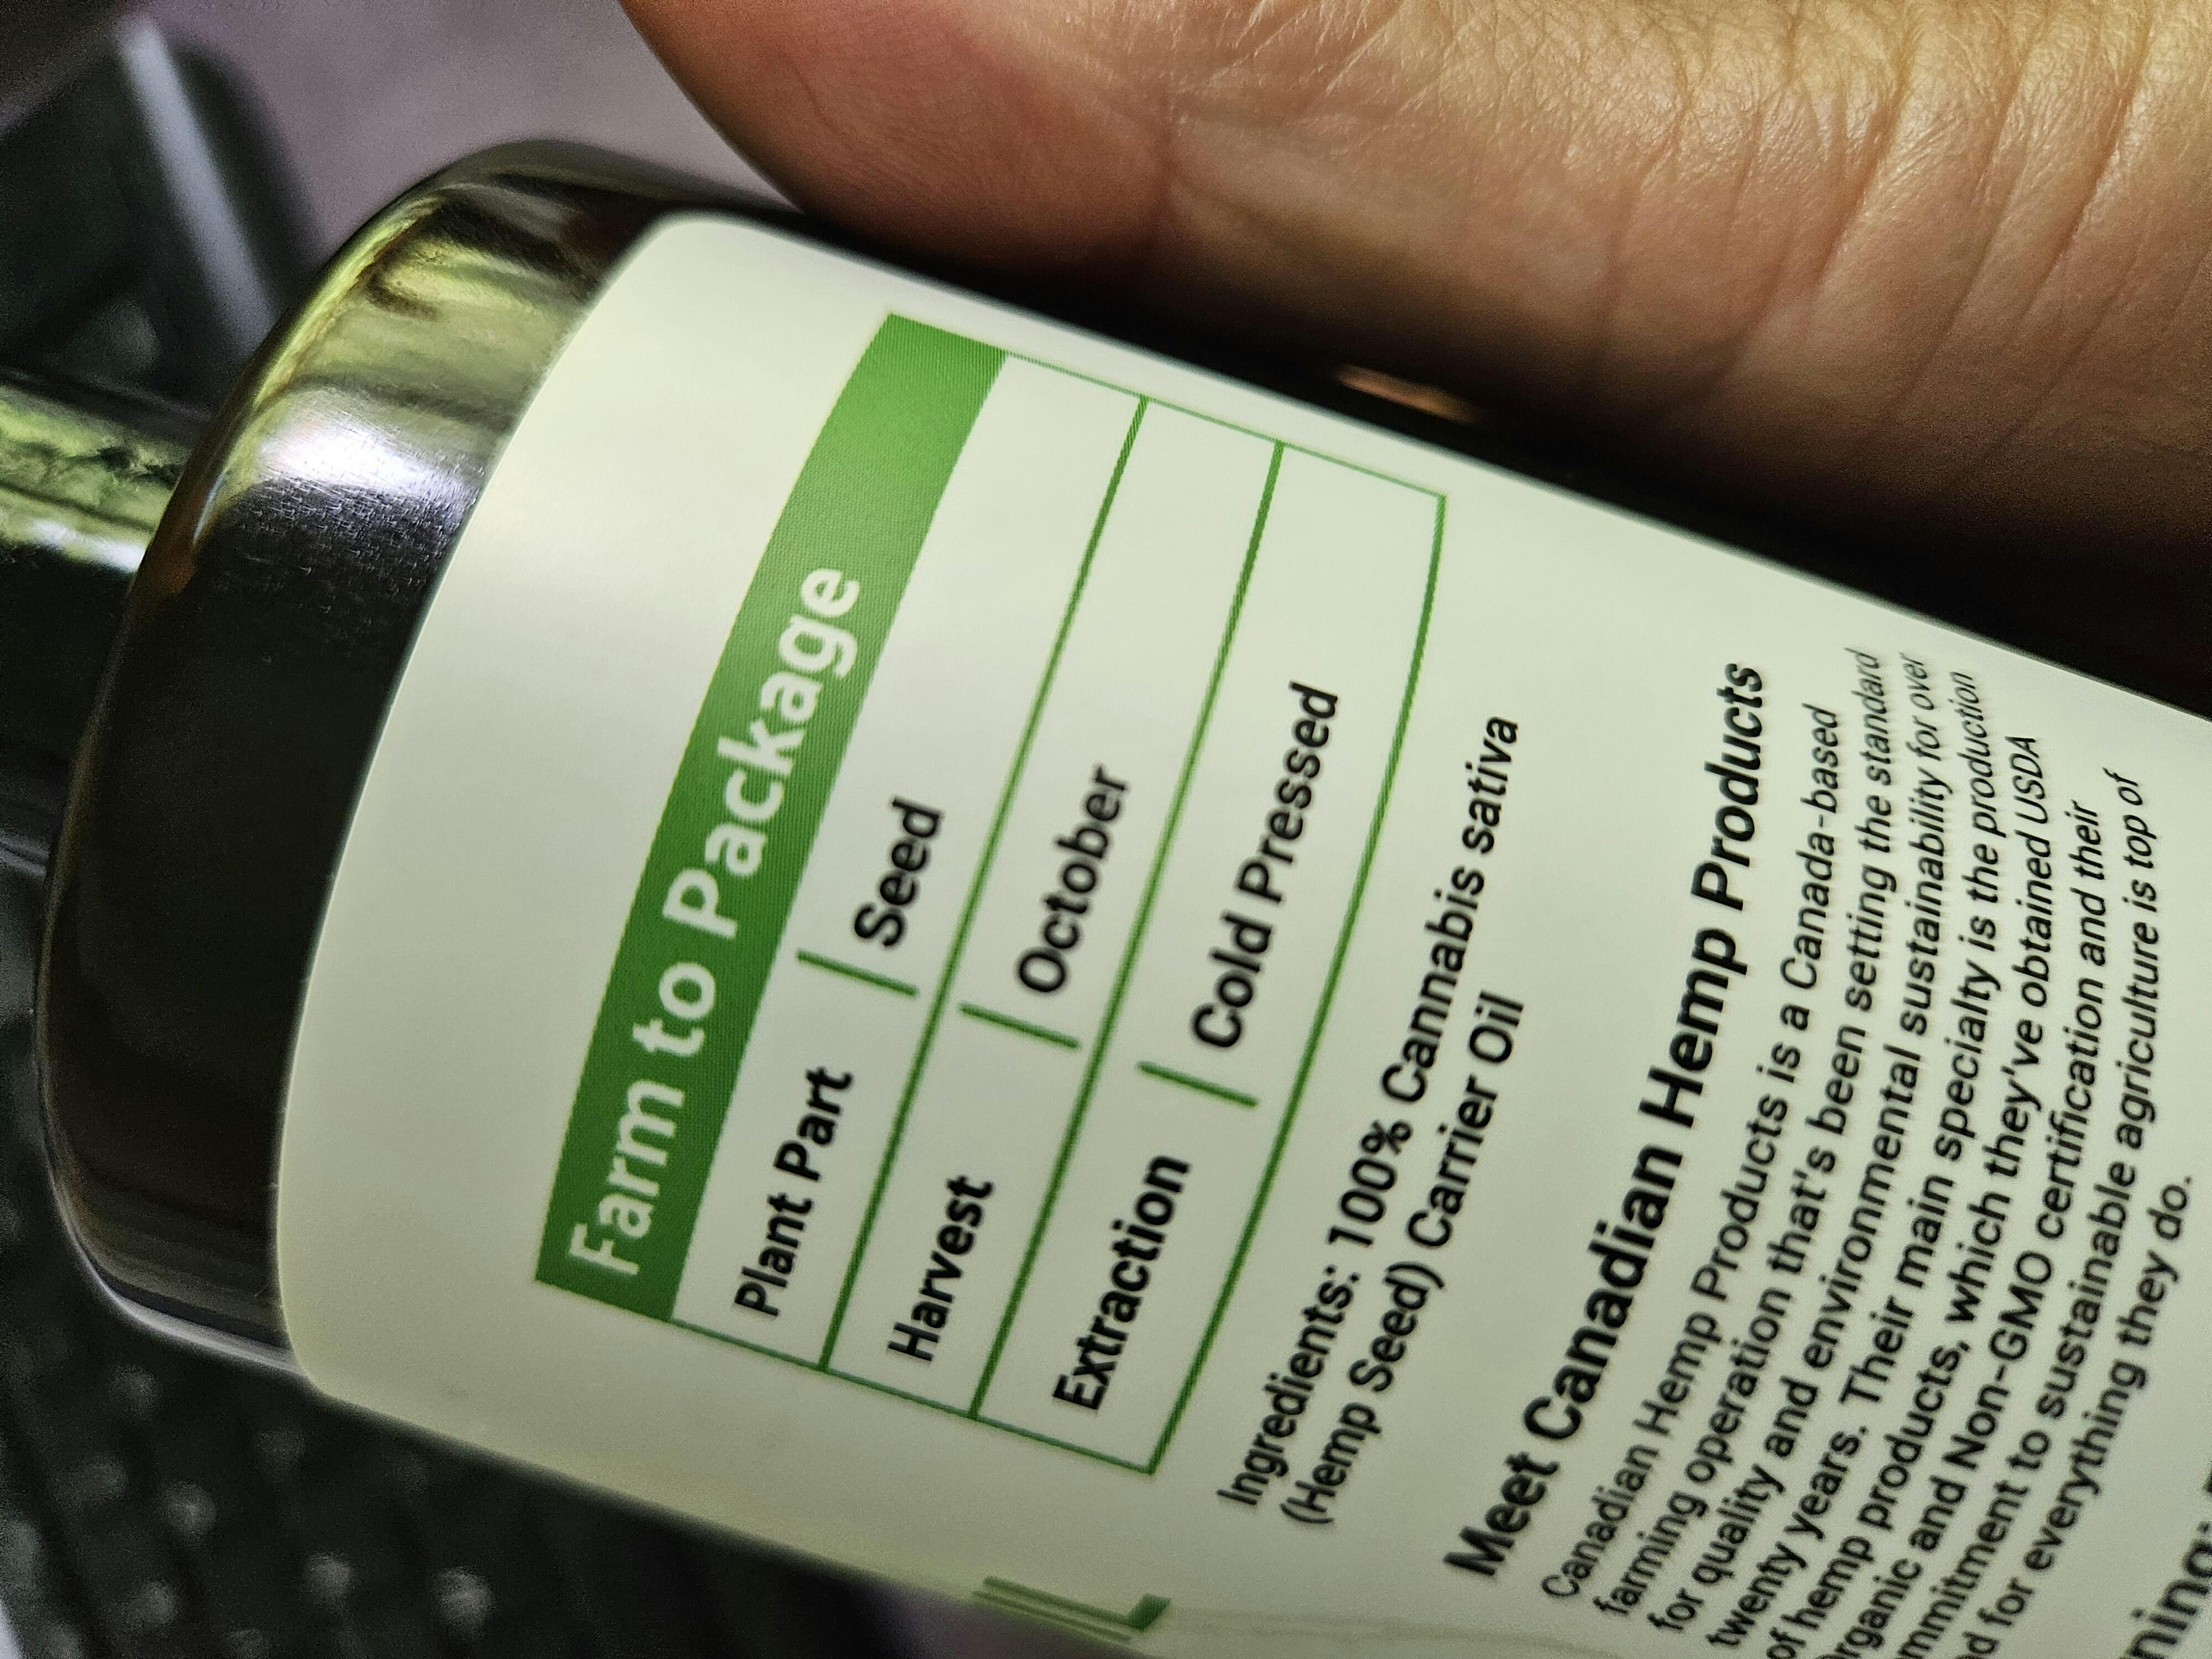 Farm to Package
Plant Part | Seed
Harvest | October
Extraction | Cold Pressed
Ingredients: 100% Cannabis sativa
(Hemp Seed) Carrier Oil
Meet Canadian Hemp Products
Canadian Hemp Products is a Canada-based
farming operation that's been setting the standard
for quality and environmental sustainability for over
twenty years. Their main specialty is the production
of hemp products, which they've obtained USDA
and Non-GMO certification and their
to sustainable agriculture is top of
for everything they do.